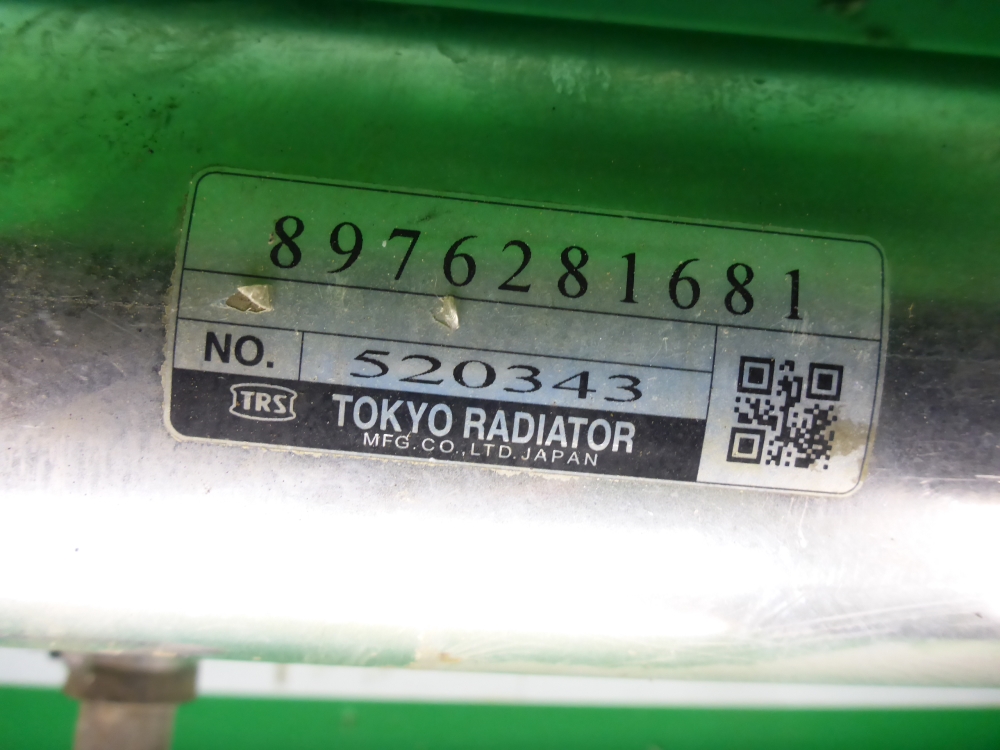 8976281681
NO. 520343
TRS TOKYO RADIATOR
MFG.CO.,LTD.JAPAN